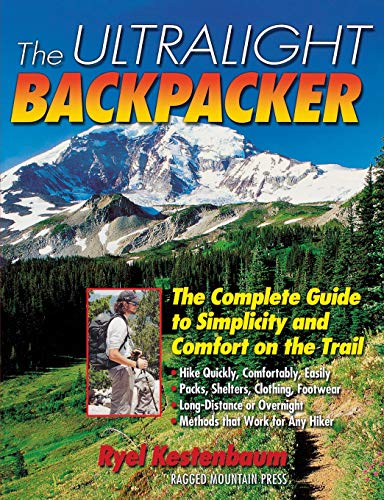 The ULTRALIGHT
BACKPACKER
The Complete Guide
to Simplicity and
Comfort on the Trail
• Hike Quickly, Comfortably, Easily
• Packs, Shelters, Clothing, Footwear
• Long-Distance or Overnight
• Methods that Work for Any Hiker
Ryel Kestenbaum
RAGGED MOUNTAIN PRESS